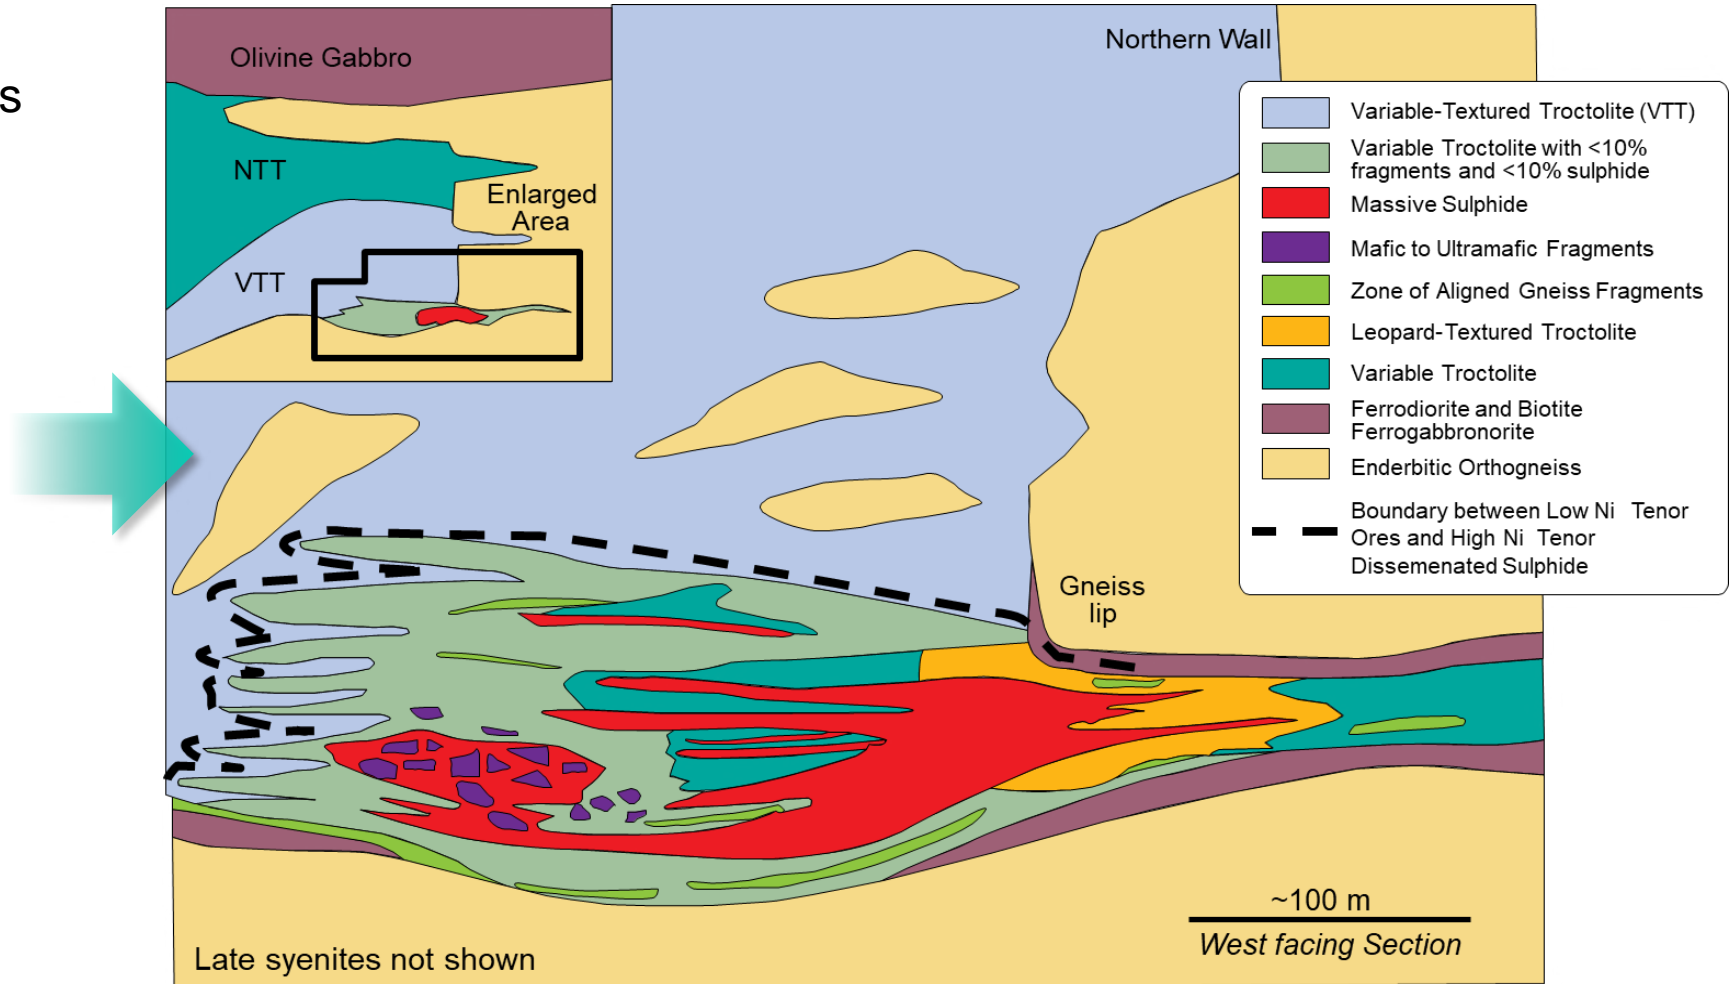 s
Olivine Gabbro
NTT
Enlarged
Area
VTT
Northern Wall
Variable-Textured Troctolite (VTT)
Variable Troctolite with <10%
fragments and <10% sulphide
Massive Sulphide
Mafic to Ultramafic Fragments
Zone of Aligned Gneiss Fragments
Leopard-Textured Troctolite
Variable Troctolite
Ferrodiorite and Biotite
Ferrogabbronorite
Enderbitic Orthogneiss
Boundary between Low Ni Tenor
Ores and High Ni Tenor
Dissemenated Sulphide
Gneiss
lip
~100 m
West facing Section
Late syenites not shown